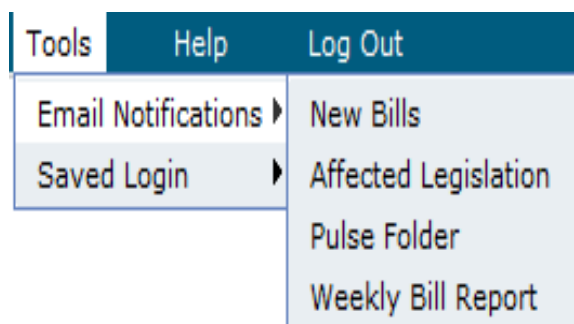 Tools Help Log Out
Email Notifications New Bills
Saved Login Affected Legislation
Pulse Folder
Weekly Bill Report